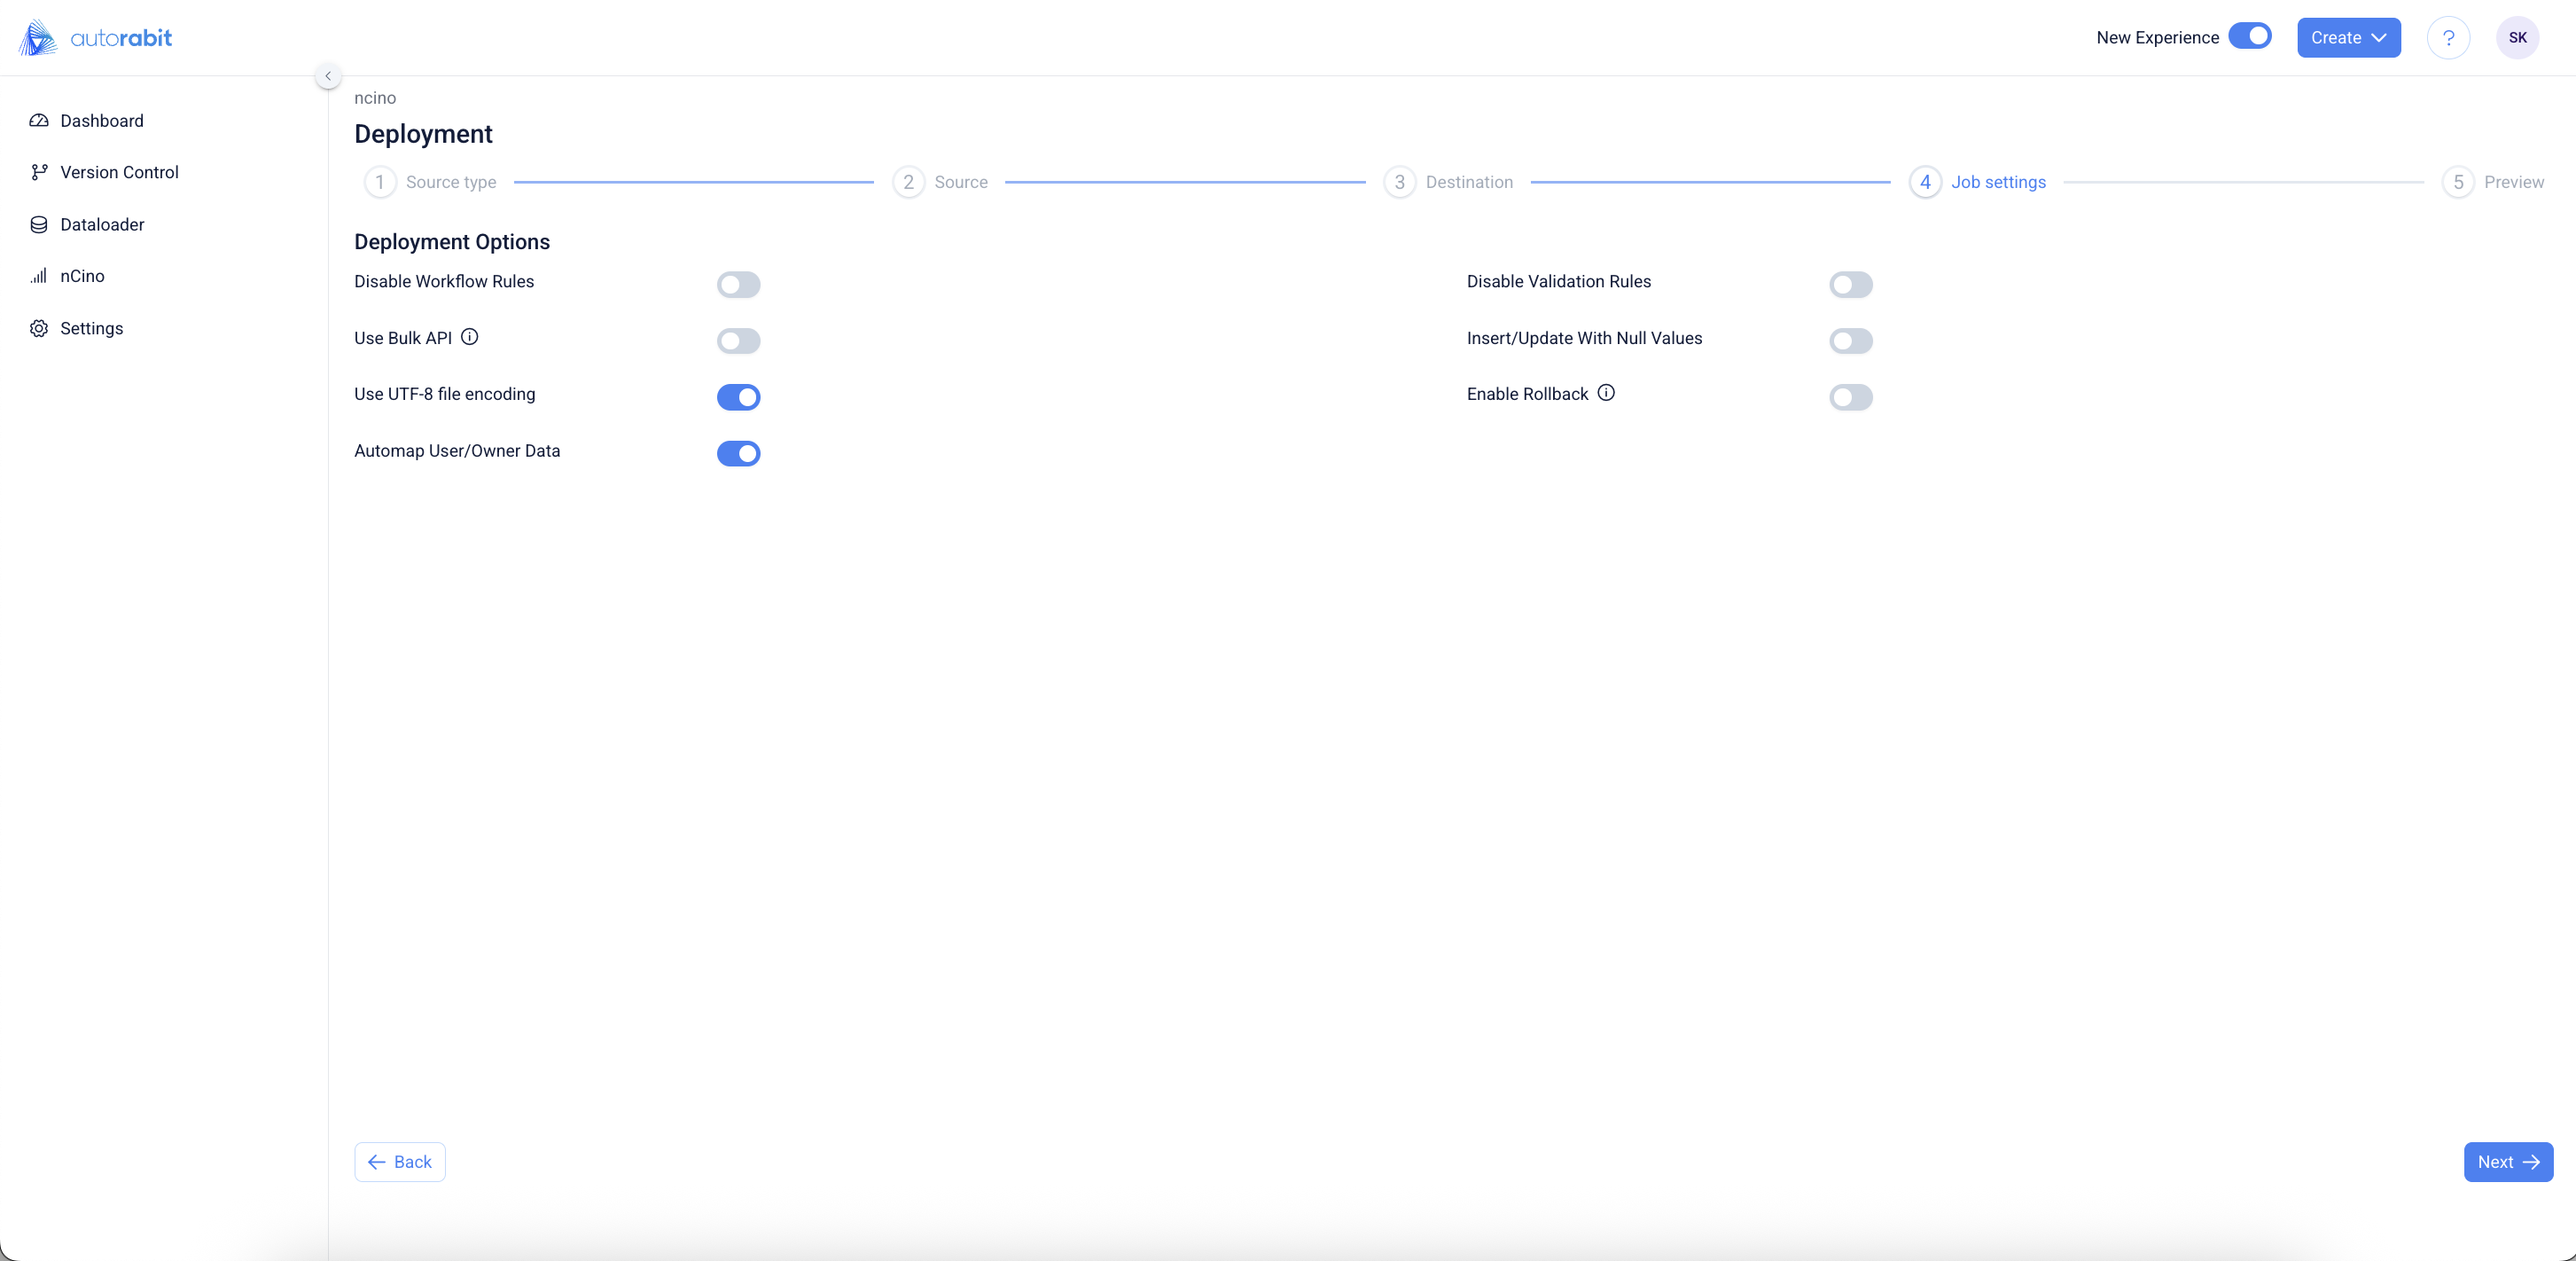 autorabit
New Experience
Create
?
SK
Dashboard
Version Control
Dataloader
nCino
Settings
ncino
Deployment
1 Source type
2 Source
3 Destination
4 Job settings
5 Preview
Deployment Options
Disable Workflow Rules
Disable Validation Rules
Use Bulk API
Insert/Update With Null Values
Use UTF-8 file encoding
Enable Rollback
Automap User/Owner Data
Back
Next